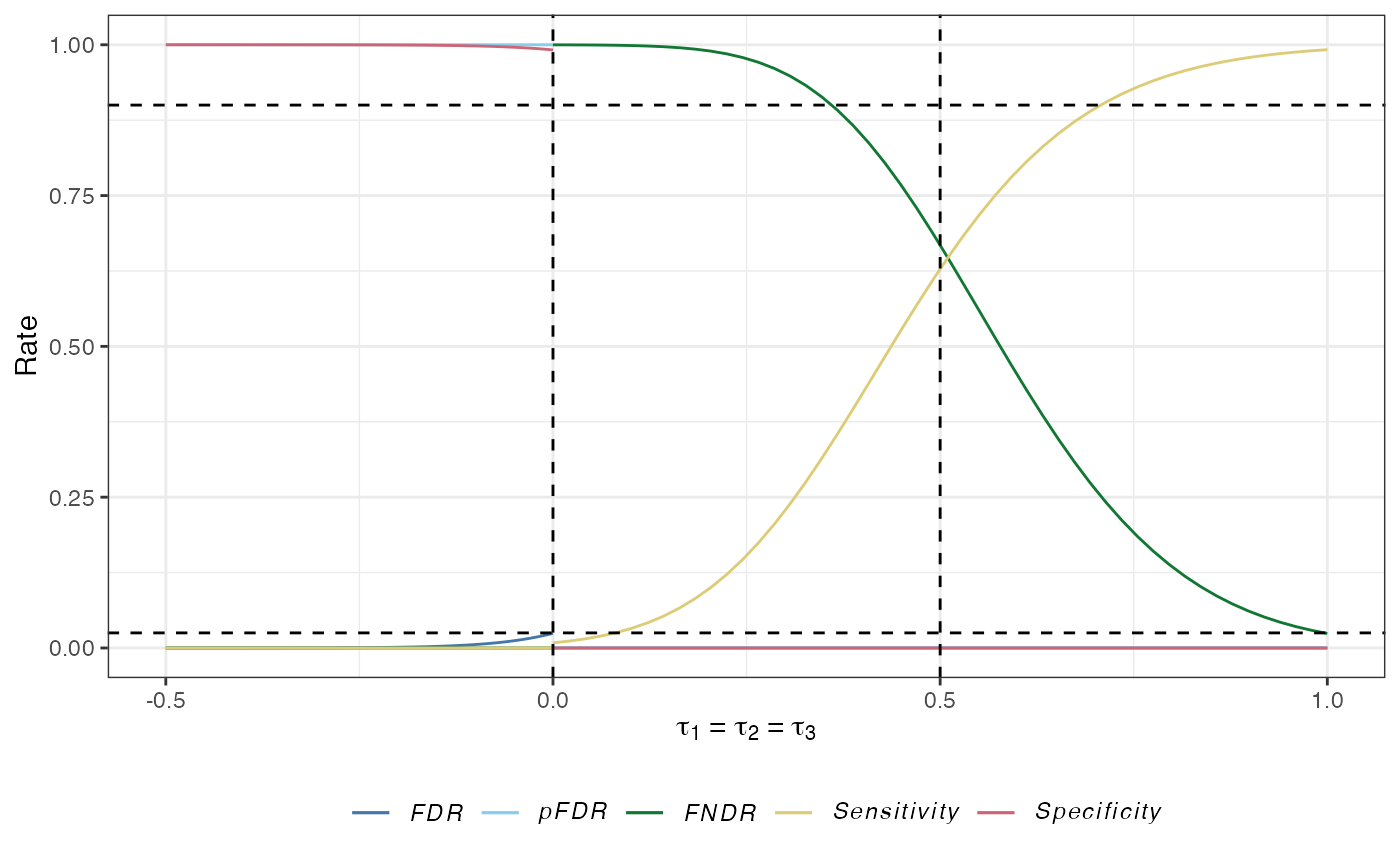 1.00
0.75
0.50
0.25
0.00
Rate
-0.5 0.0 0.5 1.0
τ₁ = τ₂ = τ₃
FDR pFDR FNDR Sensitivity Specificity